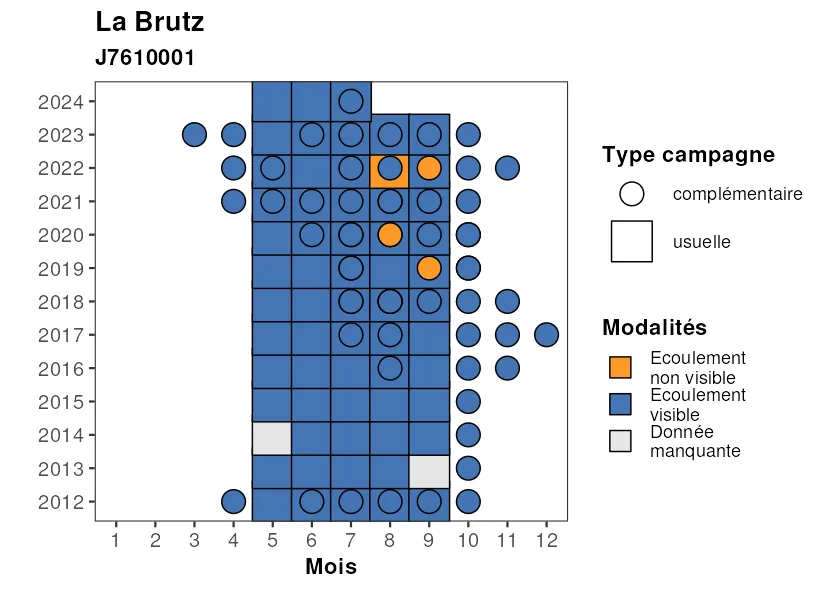 La Brutz
J7610001
2024
2023
2022
2021
2020
2019
2018
2017
2016
2015
2014
2013
2012
1 2 3 4 5 6 7 8 9 10 11 12
Mois
Type campagne
complémentaire
usuelle
Modalités
Ecoulement
non visible
Ecoulement
visible
Donnée
manquante